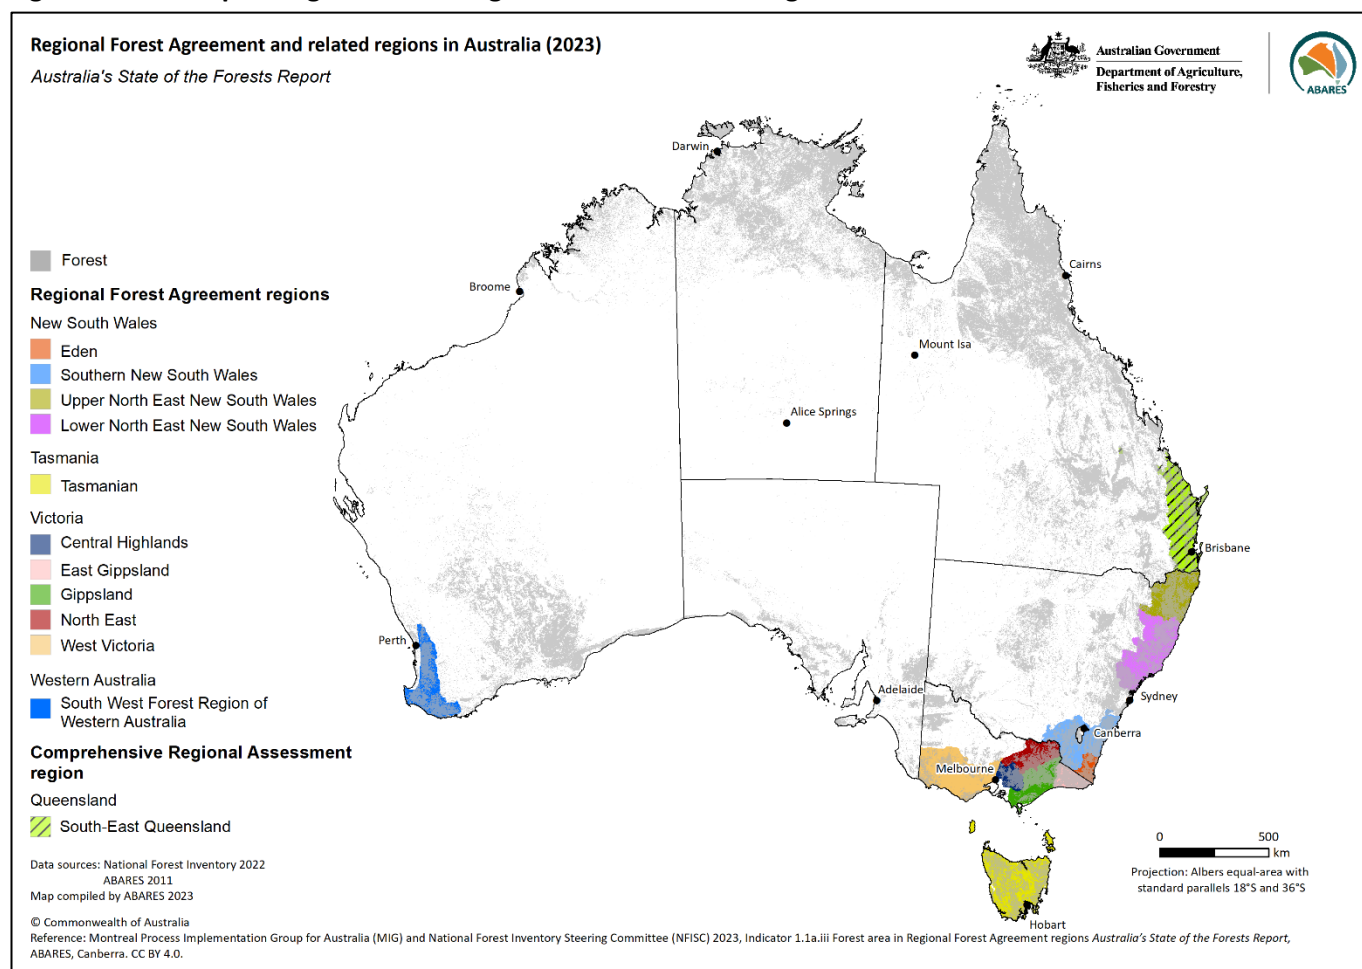 Regional Forest Agreement and related regions in Australia (2023)
Australia's State of the Forests Report
Australian Government
Department of Agriculture,
Fisheries and Forestry
ABARES
Darwin
Cairns
Broome
Mount Isa
Alice Springs
Brisbane
Perth
Adelaide
Sydney
Canberra
Melbourne
Hobart
Forest
Regional Forest Agreement regions
New South Wales
Eden
Southern New South Wales
Upper North East New South Wales
Lower North East New South Wales
Tasmania
Tasmanian
Victoria
Central Highlands
East Gippsland
Gippsland
North East
West Victoria
Western Australia
South West Forest Region of
Western Australia
Comprehensive Regional Assessment
region
Queensland
South-East Queensland
0 500
km
Projection: Albers equal-area with
standard parallels 18°S and 36°S
Data sources: National Forest Inventory 2022
ABARES 2011
Map compiled by ABARES 2023
© Commonwealth of Australia
Reference: Montreal Process Implementation Group for Australia (MIG) and National Forest Inventory Steering Committee (NFISC) 2023, Indicator 1.1a.iii Forest area in Regional Forest Agreement regions Australia's State of the Forests Report,
ABARES, Canberra. CC BY 4.0.